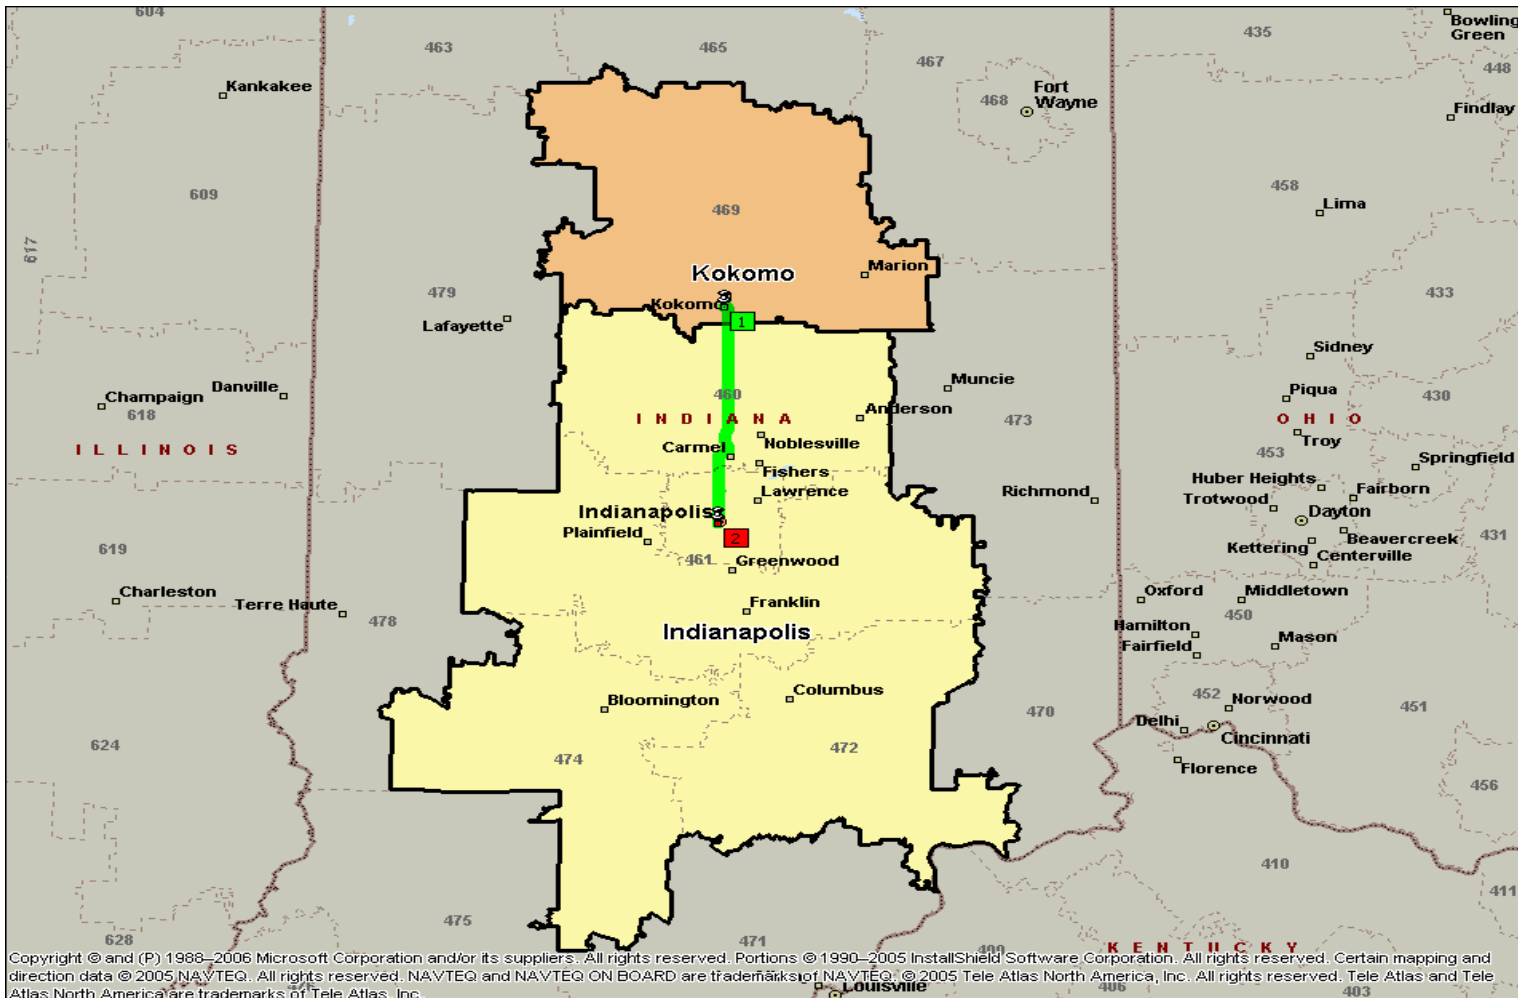 604
Bowling
Green
463
465
435
467
448
Kankakee
Fort
Wayne
468
Findlay
609
458
469
Lima
617
Marion
Kokomo
479
433
Kokomo
1
Lafayette
Sidney
Muncie
Danville
Piqua
Champaign
460
430
618
Anderson
473
INDIANA
OHIO
Noblesville
Troy
ILLINOIS
Carmel
453
Springfield
Fishers
Huber Heights
Lawrence
Richmond
Fairborn
Trotwood
Indianapolis
Dayton
Plainfield
2
431
Beavercreek
619
Kettering
461
Centerville
Greenwood
Charleston
Oxford
Middletown
Terre Haute
Franklin
450
478
Hamilton
Indianapolis
Mason
Fairfield
Columbus
452
Bloomington
Norwood
451
470
Delhi
Cincinnati
624
472
474
Florence
456
410
411
475
628
471
KENTUCKY
Copyright © and (P) 1988–2006 Microsoft Corporation and/or its suppliers. All rights reserved. Portions © 1990–2005 InstallShield Software Corporation. All rights reserved. Certain mapping and
direction data © 2005 NAVTEQ. All rights reserved. NAVTEQ and NAVTEQ ON BOARD are trademarks of NAVTEQ. © 2005 Tele Atlas North America, Inc. All rights reserved. Tele Atlas and Tele
Atlas North America are trademarks of Tele Atlas, Inc.
Louisville
406
403